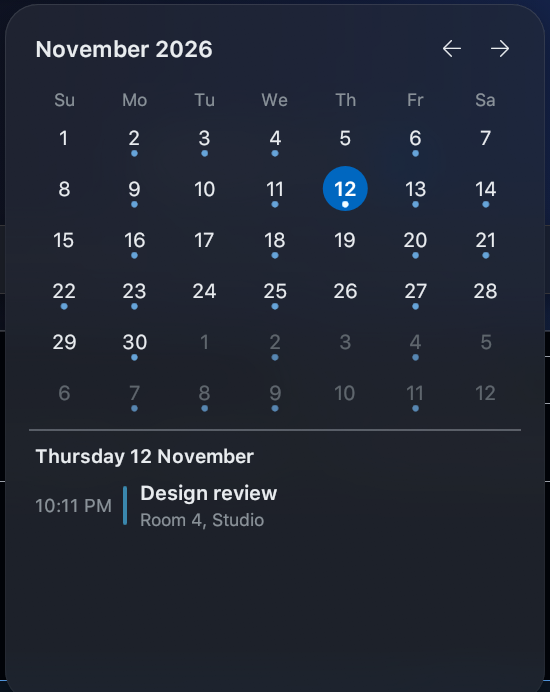 November 2026
Su Mo Tu We Th Fr Sa
1 2 3 4 5 6 7
8 9 10 11 12 13 14
15 16 17 18 19 20 21
22 23 24 25 26 27 28
29 30 1 2 3 4 5
6 7 8 9 10 11 12
Thursday 12 November
10:11 PM Design review
Room 4, Studio